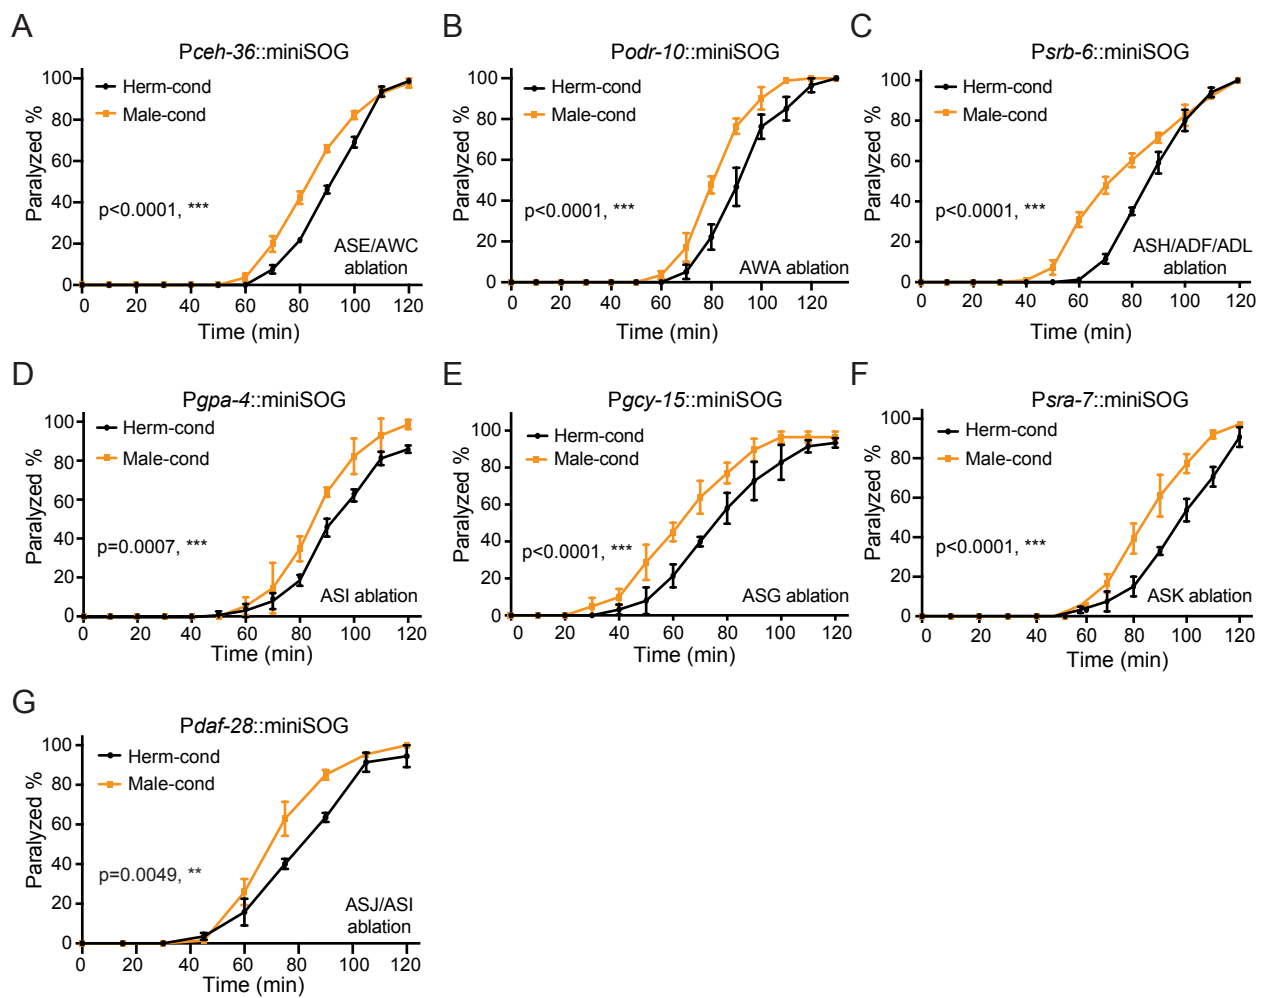 A
Pceh-36::miniSOG
Herm-cond
Male-cond
Paralyzed %
100
80
60
40
20
0
p<0.0001, ***
ASE/AWC
ablation
0 20 40 60 80 100 120
Time (min)
B
Podr-10::miniSOG
Herm-cond
Male-cond
Paralyzed %
100
80
60
40
20
0
p<0.0001, ***
AWA ablation
0 20 40 60 80 100 120
Time (min)
C
Psrb-6::miniSOG
Herm-cond
Male-cond
Paralyzed %
100
80
60
40
20
0
p<0.0001, ***
ASH/ADF/ADL
ablation
0 20 40 60 80 100 120
Time (min)
D
Pgpa-4::miniSOG
Herm-cond
Male-cond
Paralyzed %
100
80
60
40
20
0
p=0.0007, ***
ASI ablation
0 20 40 60 80 100 120
Time (min)
E
Pgcy-15::miniSOG
Herm-cond
Male-cond
Paralyzed %
100
80
60
40
20
0
p<0.0001, ***
ASG ablation
0 20 40 60 80 100 120
Time (min)
F
Psra-7::miniSOG
Herm-cond
Male-cond
Paralyzed %
100
80
60
40
20
0
p<0.0001, ***
ASK ablation
0 20 40 60 80 100 120
Time (min)
G
Pdaf-28::miniSOG
Herm-cond
Male-cond
Paralyzed %
100
80
60
40
20
0
p=0.0049, **
ASJ/ASI
ablation
0 20 40 60 80 100 120
Time (min)